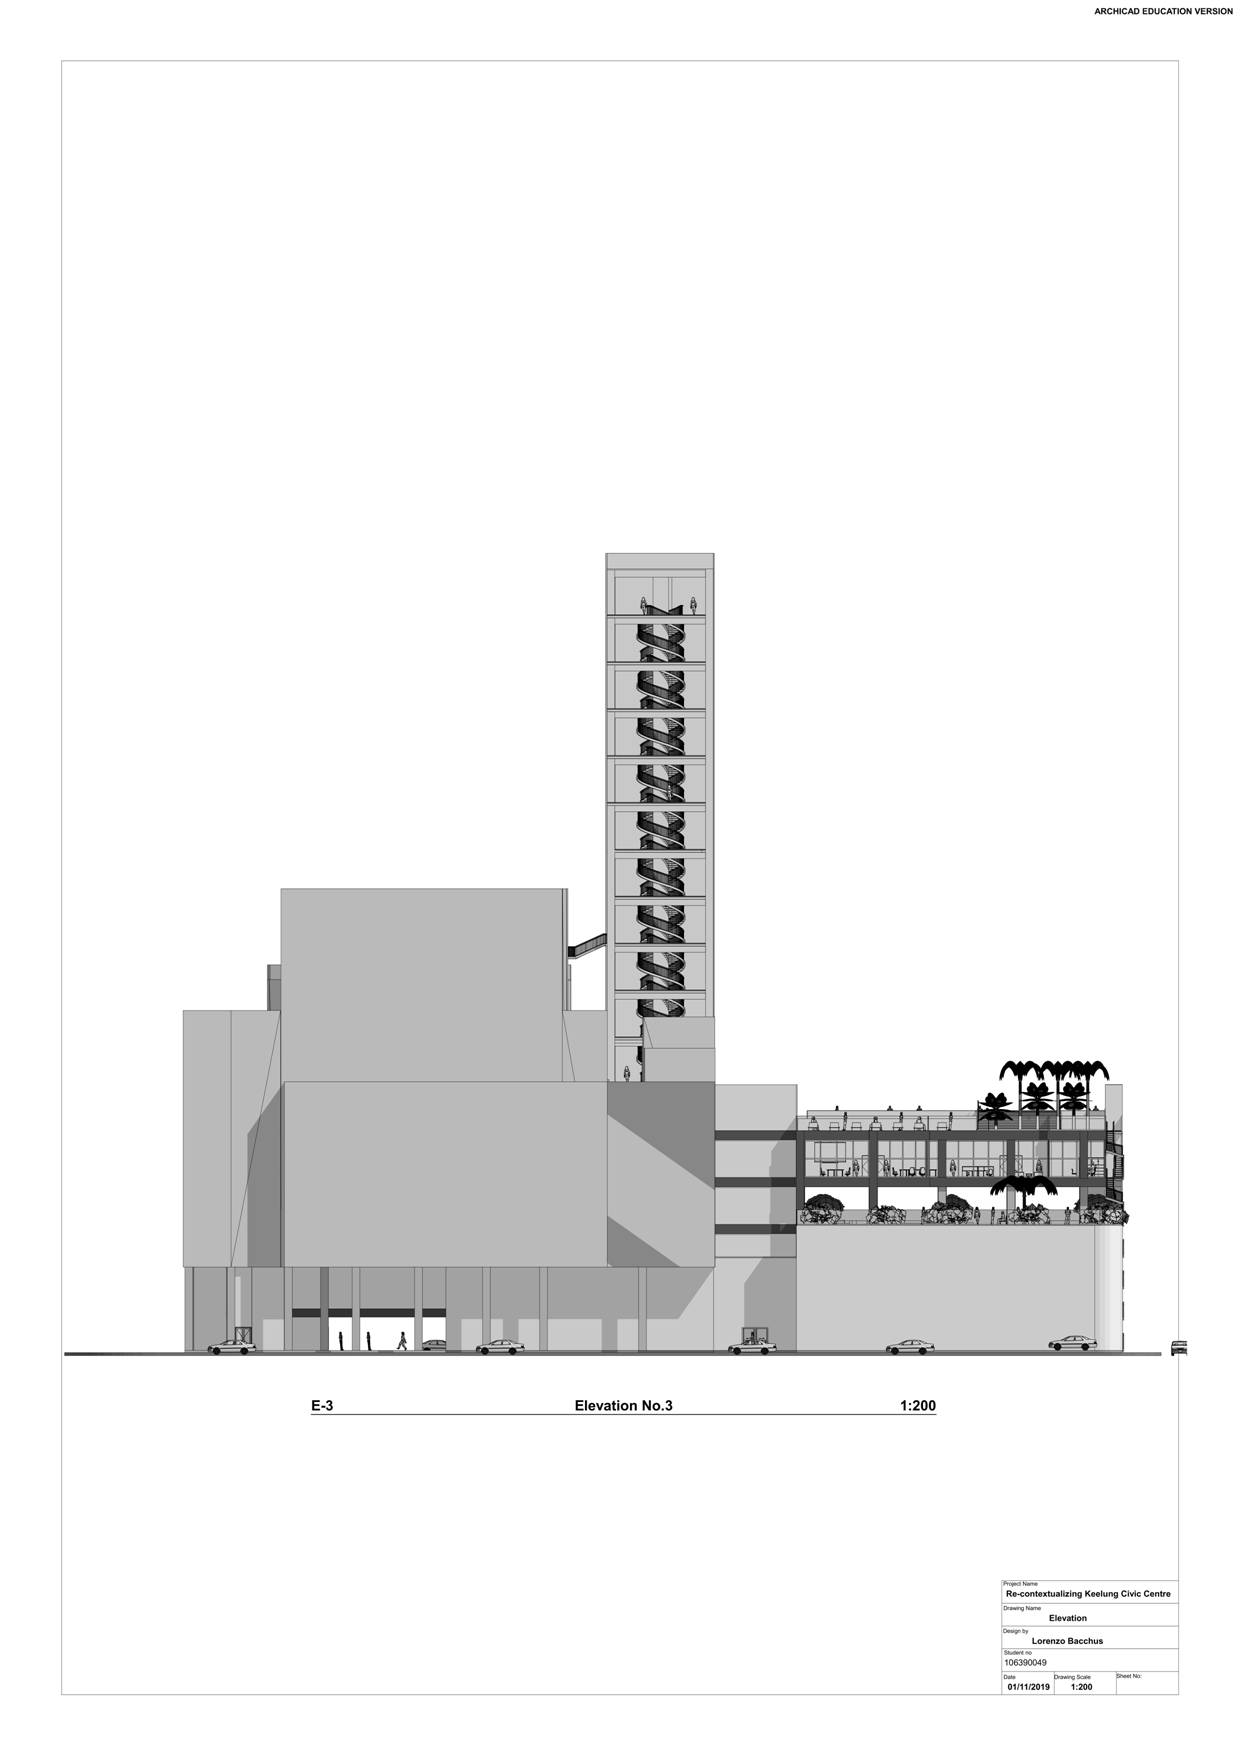 ARCHICAD EDUCATION VERSION
E-3 Elevation No.3 1:200
Project Name
Re-contextualizing Keelung Civic Centre
Drawing Name
Elevation
Design by
Lorenzo Bacchus
Student no
106390049
Date Drawing Scale Sheet No:
01/11/2019 1:200